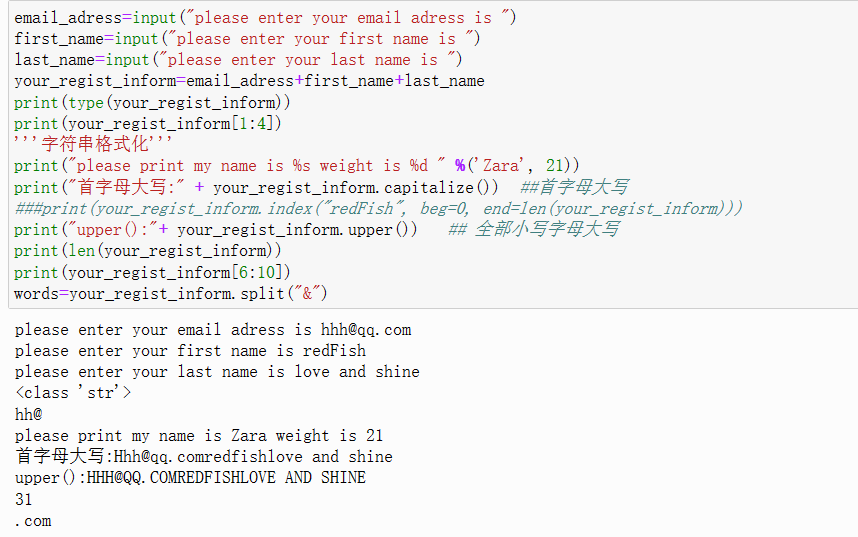 email_adress=input("please enter your email adress is ")
first_name=input("please enter your first name is ")
last_name=input("please enter your last name is ")
your_regist_inform=email_adress+first_name+last_name
print(type(your_regist_inform))
print(your_regist_inform[1:4])
'''字符串格式化'''
print("please print my name is %s weight is %d " %('Zara', 21))
print("首字母大写:" + your_regist_inform.capitalize())  ##首字母大写
###print(your_regist_inform.index("redFish", beg=0, end=len(your_regist_inform)))
print("upper():"+ your_regist_inform.upper())   ## 全部小写字母大写
print(len(your_regist_inform))
print(your_regist_inform[6:10])
words=your_regist_inform.split("&")
please enter your email adress is hhh@qq.com
please enter your first name is redFish
please enter your last name is love and shine
<class 'str'>
hh@
please print my name is Zara weight is 21
首字母大写:Hhh@qq.comredfishlove and shine
upper():HHH@QQ.COMREDFISHLOVE AND SHINE
31
.com